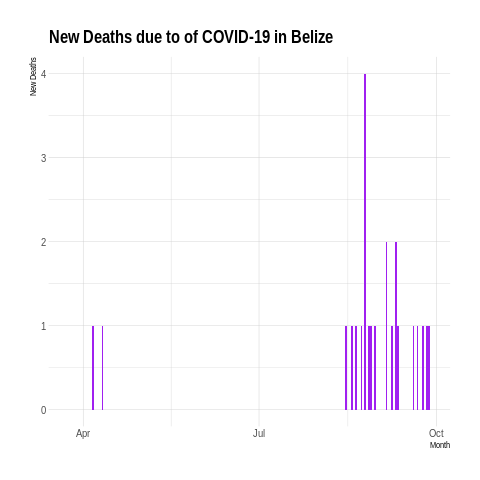 New Deaths due to of COVID-19 in Belize
New Deaths
4
3
2
1
0
Apr
Jul
Oct
Month